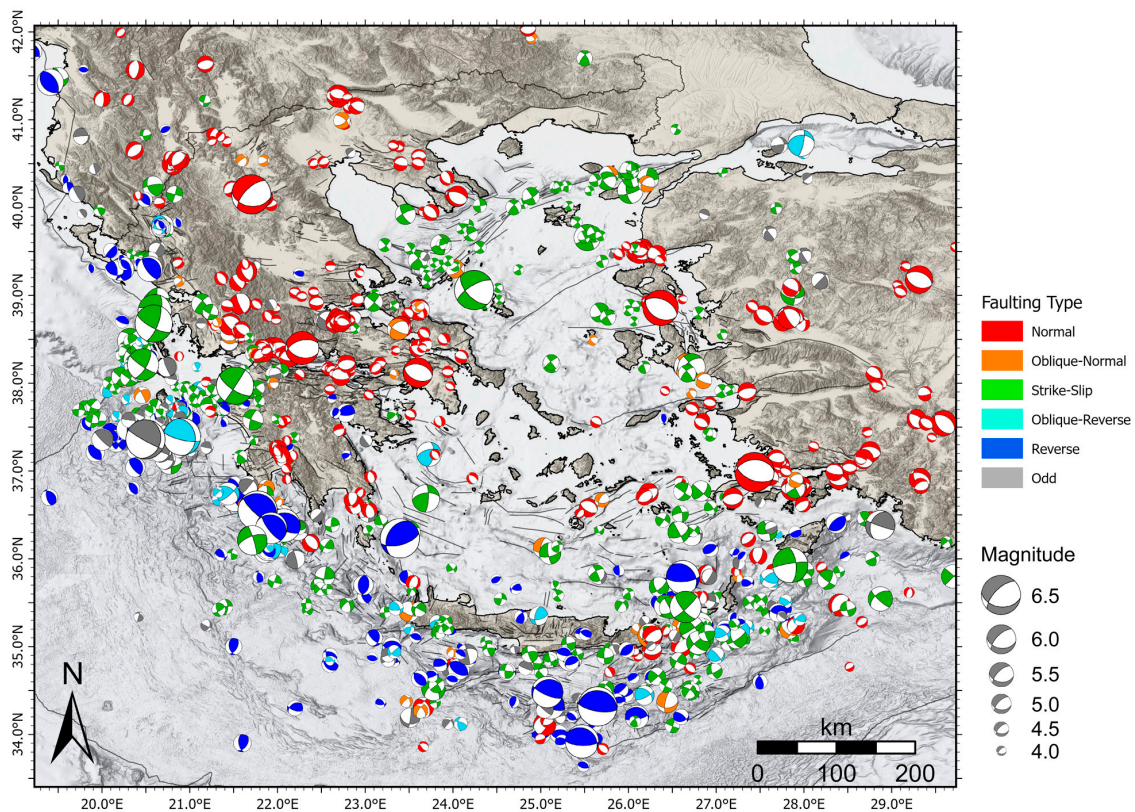 42.0°N
41.0°N
40.0°N
39.0°N
38.0°N
37.0°N
36.0°N
35.0°N
34.0°N
20.0°E 21.0°E 22.0°E 23.0°E 24.0°E 25.0°E 26.0°E 27.0°E 28.0°E 29.0°E
N
km
0 100 200
Faulting Type
Normal
Oblique-Normal
Strike-Slip
Oblique-Reverse
Reverse
Odd
Magnitude
6.5
6.0
5.5
5.0
4.5
4.0